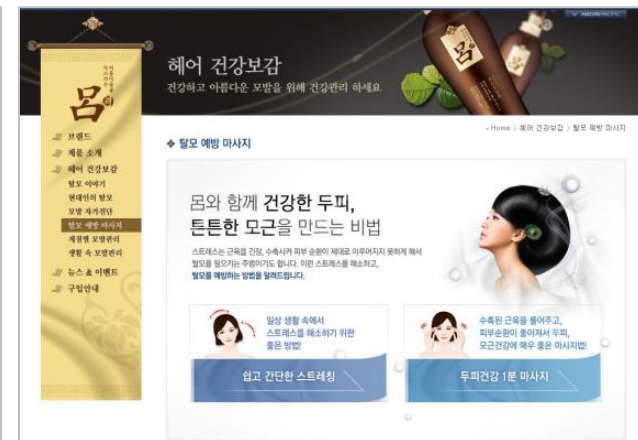 AMOREPACIFIC
헤어 건강보감
건강하고 아름다운 모발을 위해 건강관리 하세요
呂
브랜드
제품 소개
헤어 건강보감
탈모 이야기
현대인의 탈모
모발 자가진단
탈모 예방 마사지
계절별 모발관리
생활 속 모발관리
뉴스 & 이벤트
구입안내
Home > 헤어 건강보감 > 탈모 예방 마사지
탈모 예방 마사지
呂와 함께 건강한 두피,
튼튼한 모근을 만드는 비법
스트레스는 근육을 긴장, 수축시켜 피부 순환이 제대로 이루어지지 못하게 해서
탈모를 일으키는 주범이기도 합니다. 이런 스트레스를 해소하고,
탈모를 예방하는 방법을 알려드립니다.
일상 생활 속에서
스트레스를 해소하기 위한
좋은 방법!
쉽고 간단한 스트레칭
수축된 근육을 풀어주고,
피부순환이 좋아져서 두피,
모근건강에 매우 좋은 마사지법!
두피건강 1분 마사지
呂